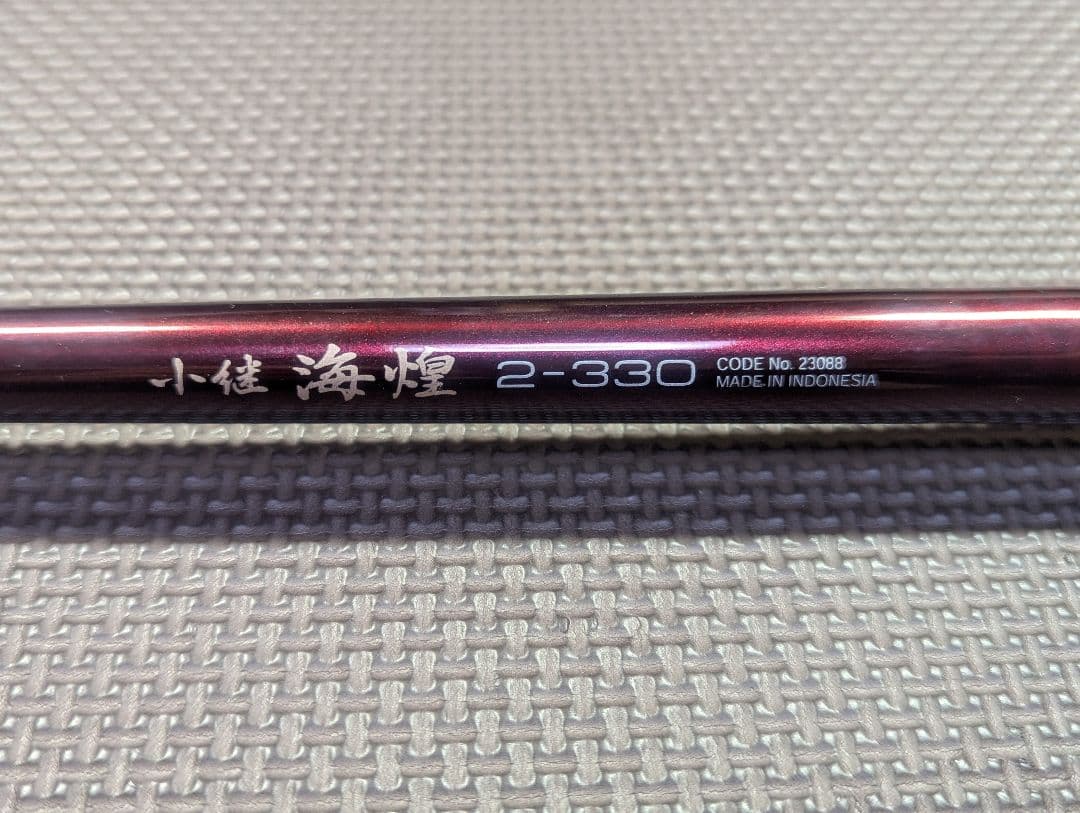 小継 海煌 2-330 CODE No. 23088
MADE IN INDONESIA